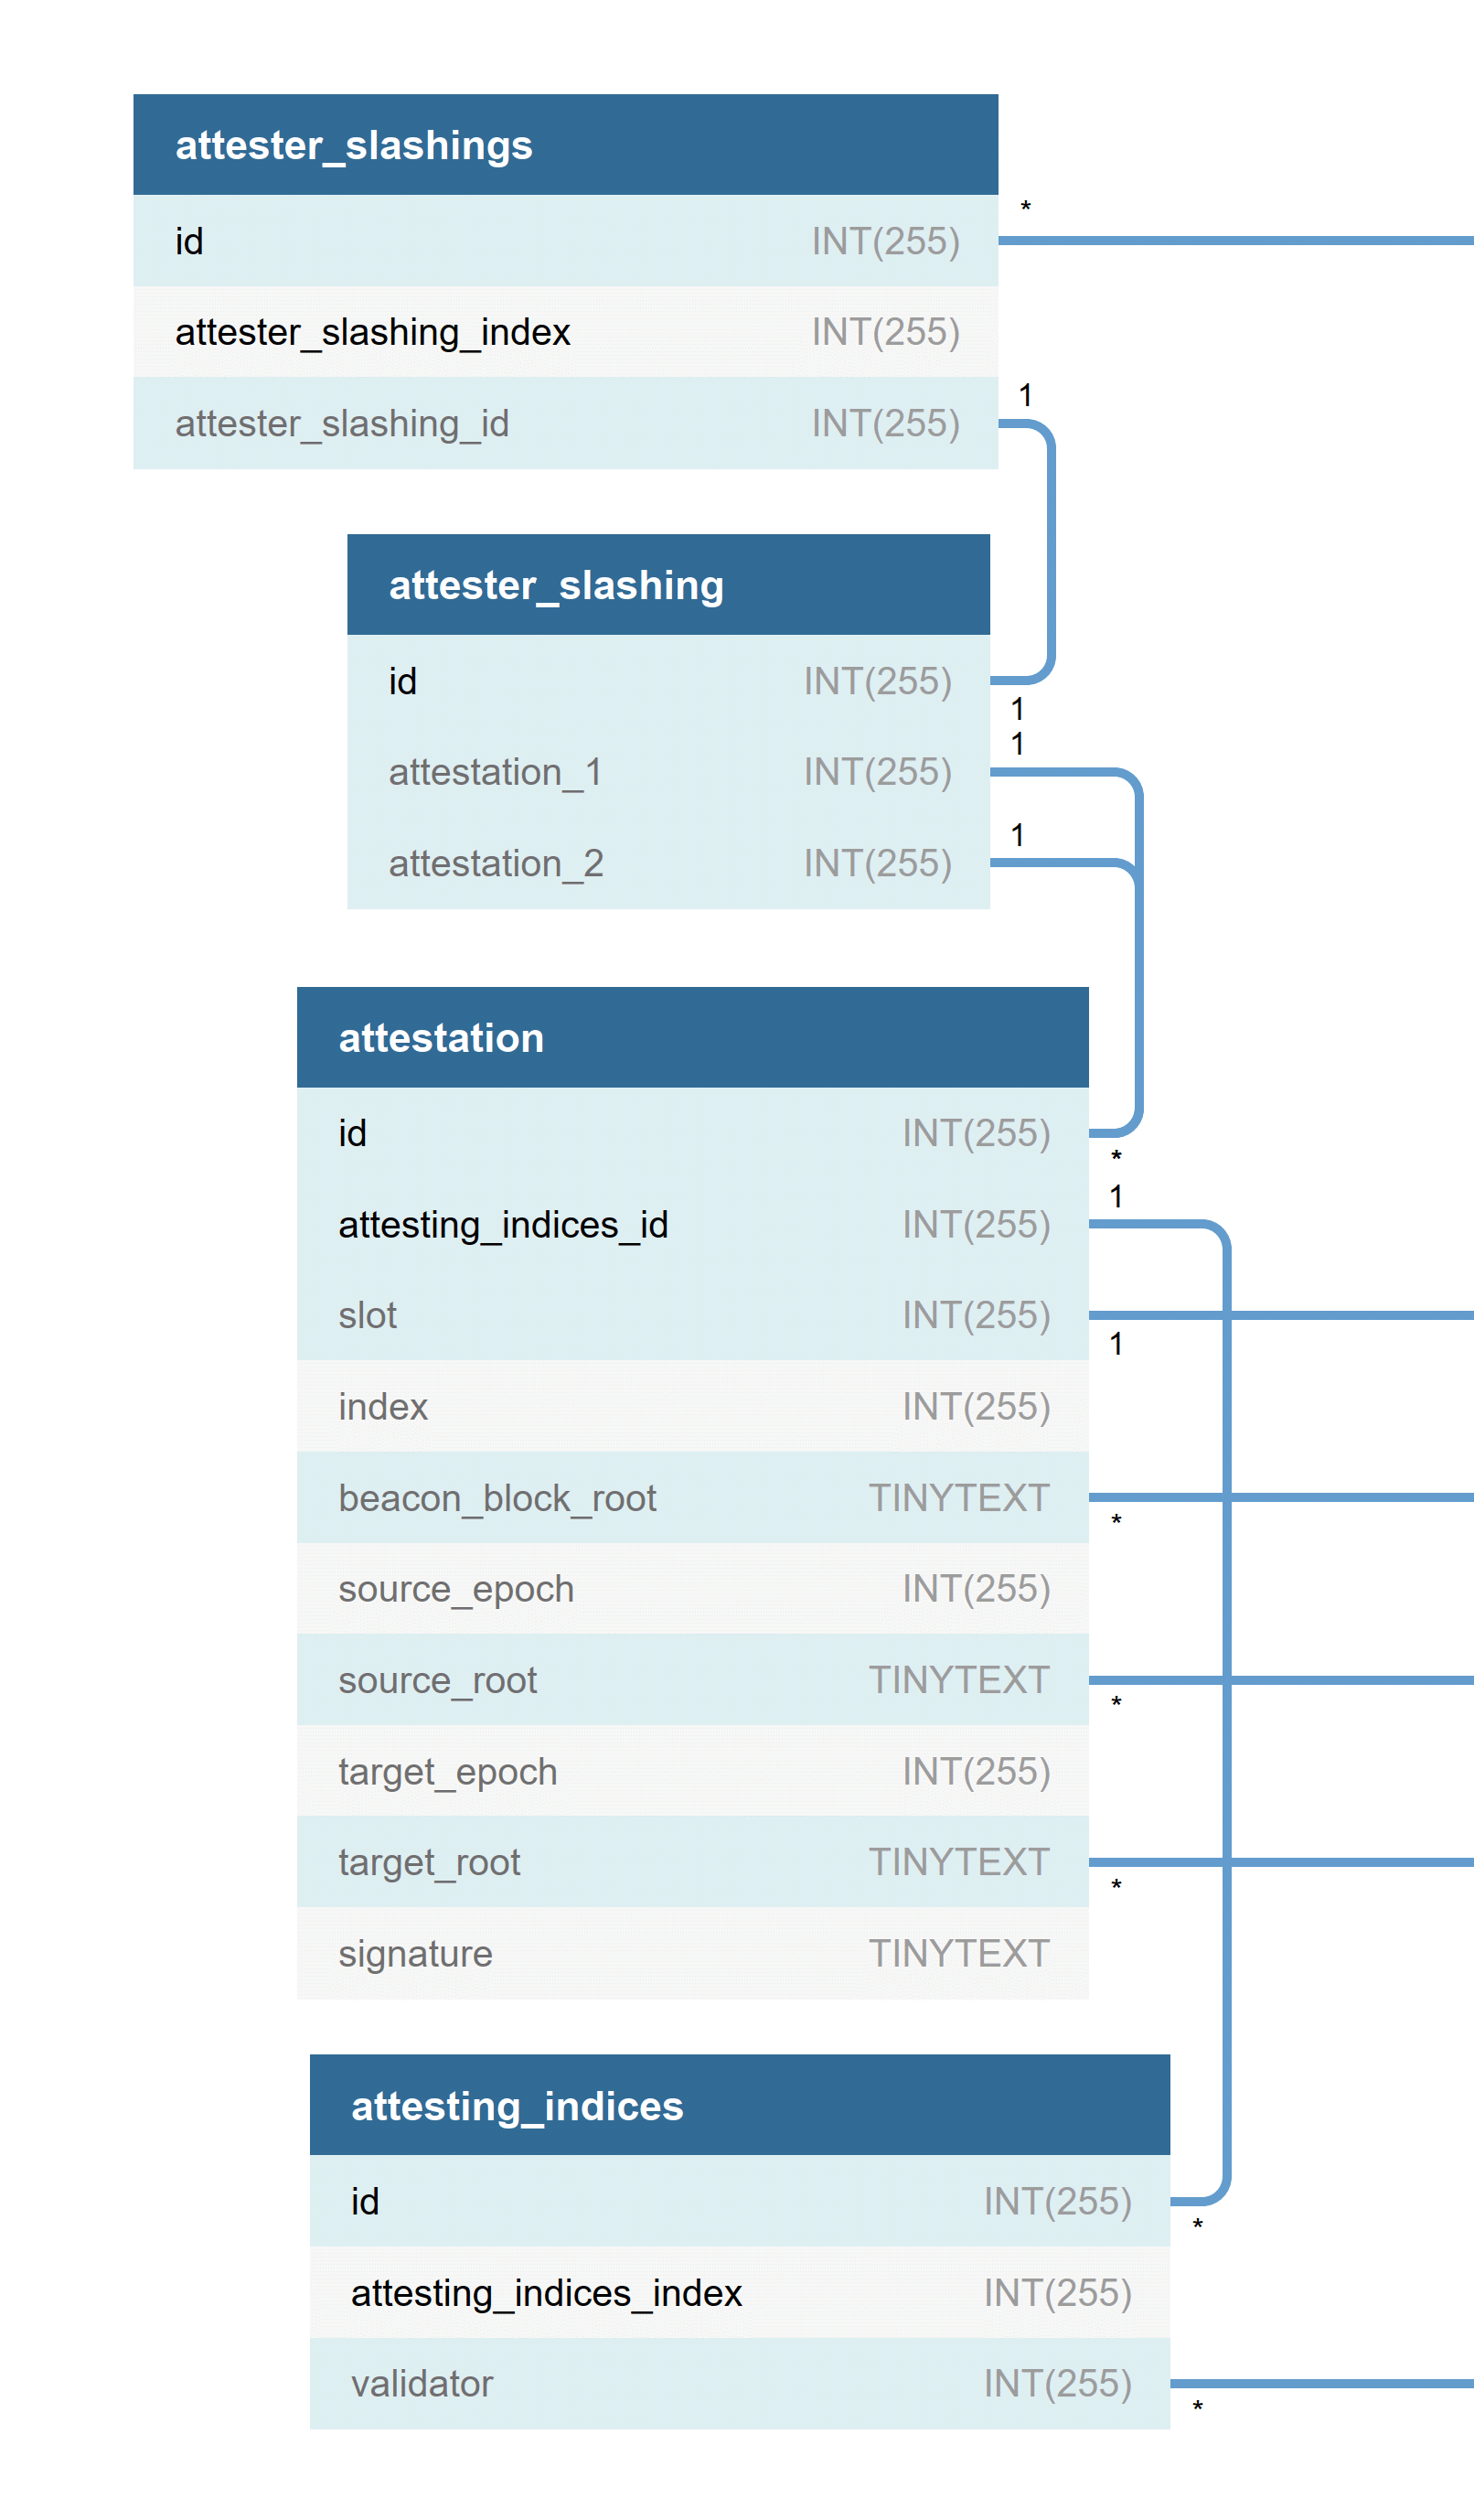 attester_slashings
*
id INT(255)
attester_slashing_index INT(255)
1
attester_slashing_id INT(255)
attester_slashing
id INT(255)
1
1
attestation_1 INT(255)
1
attestation_2 INT(255)
attestation
id INT(255)
*
1
attesting_indices_id INT(255)
slot INT(255)
1
index INT(255)
beacon_block_root TINYTEXT
*
source_epoch INT(255)
source_root TINYTEXT
*
target_epoch INT(255)
target_root TINYTEXT
*
signature TINYTEXT
attesting_indices
id INT(255)
*
attesting_indices_index INT(255)
validator INT(255)
*